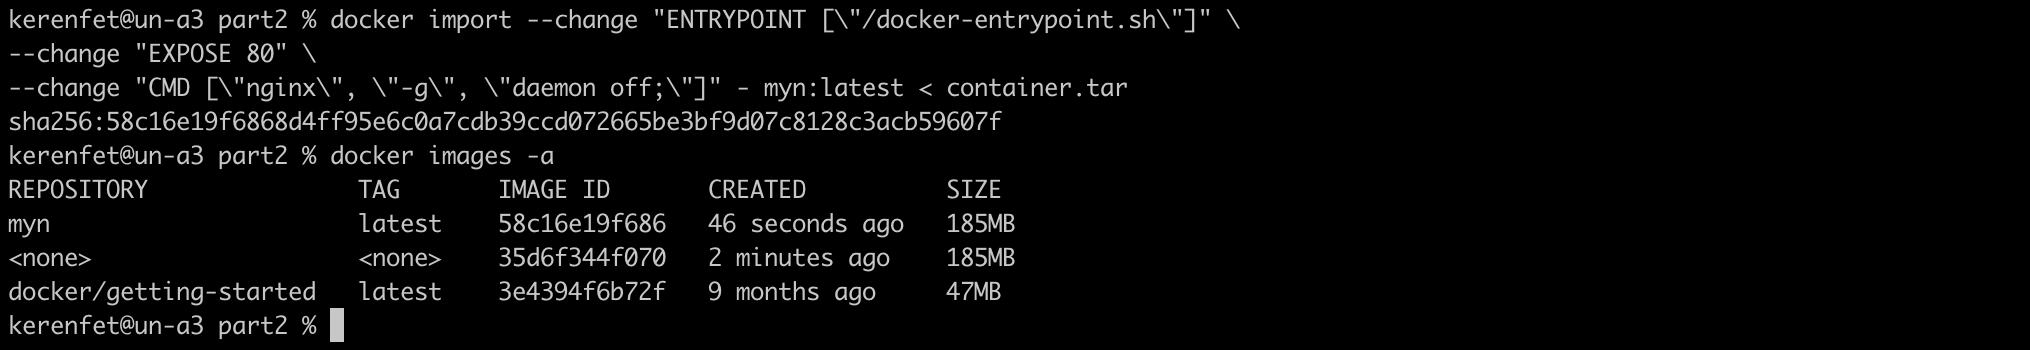 kerenfet@un-a3 part2 % docker import --change "ENTRYPOINT [\"/docker-entrypoint.sh\"]" \
--change "EXPOSE 80" \
--change "CMD [\"nginx\", \"-g\", \"daemon off;\"]" - myn:latest < container.tar
sha256:58c16e19f6868d4ff95e6c0a7cdb39ccd072665be3bf9d07c8128c3acb59607f
kerenfet@un-a3 part2 % docker images -a
REPOSITORY TAG IMAGE ID CREATED SIZE
myn latest 58c16e19f686 46 seconds ago 185MB
<none> <none> 35d6f344f070 2 minutes ago 185MB
docker/getting-started latest 3e4394f6b72f 9 months ago 47MB
kerenfet@un-a3 part2 %